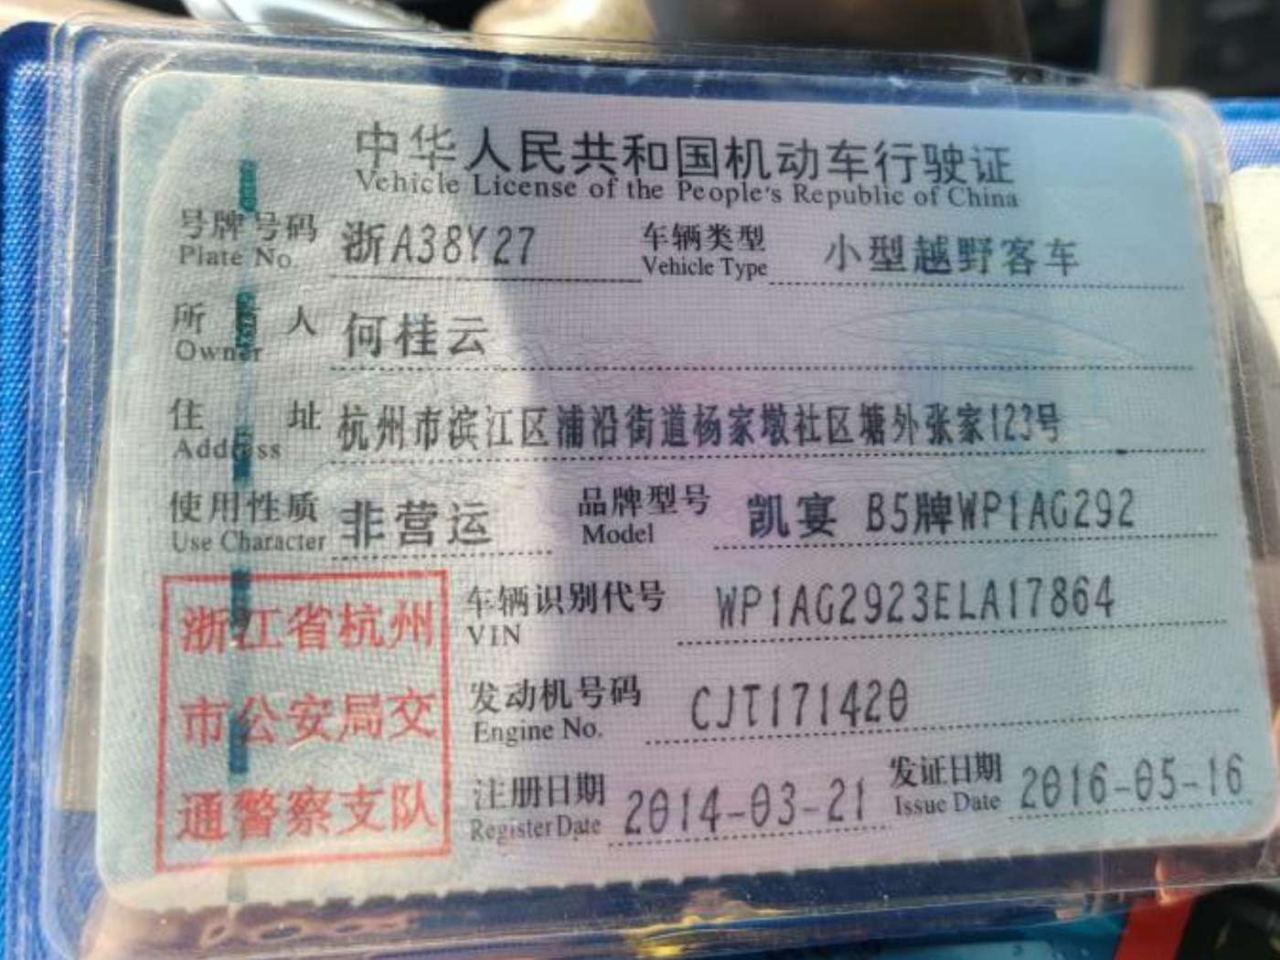 中华人民共和国机动车行驶证
Vehicle License of the People's Republic of China
号牌号码 浙A38Y27 车辆类型 小型越野客车
Plate No. Vehicle Type
所 人 何桂云
Owner
住 址 杭州市滨江区浦沿街道杨家墩社区塘外张家123号
Address
使用性质 非营运 品牌型号 凯宴 B5牌WP1AG292
Use Character Model
车辆识别代号 WP1AG2923ELA17864
VIN
发动机号码 CJT171420
Engine No.
注册日期 2014-03-21 发证日期 2016-05-16
Register Date Issue Date
浙江省杭州
市公安局交
通警察支队